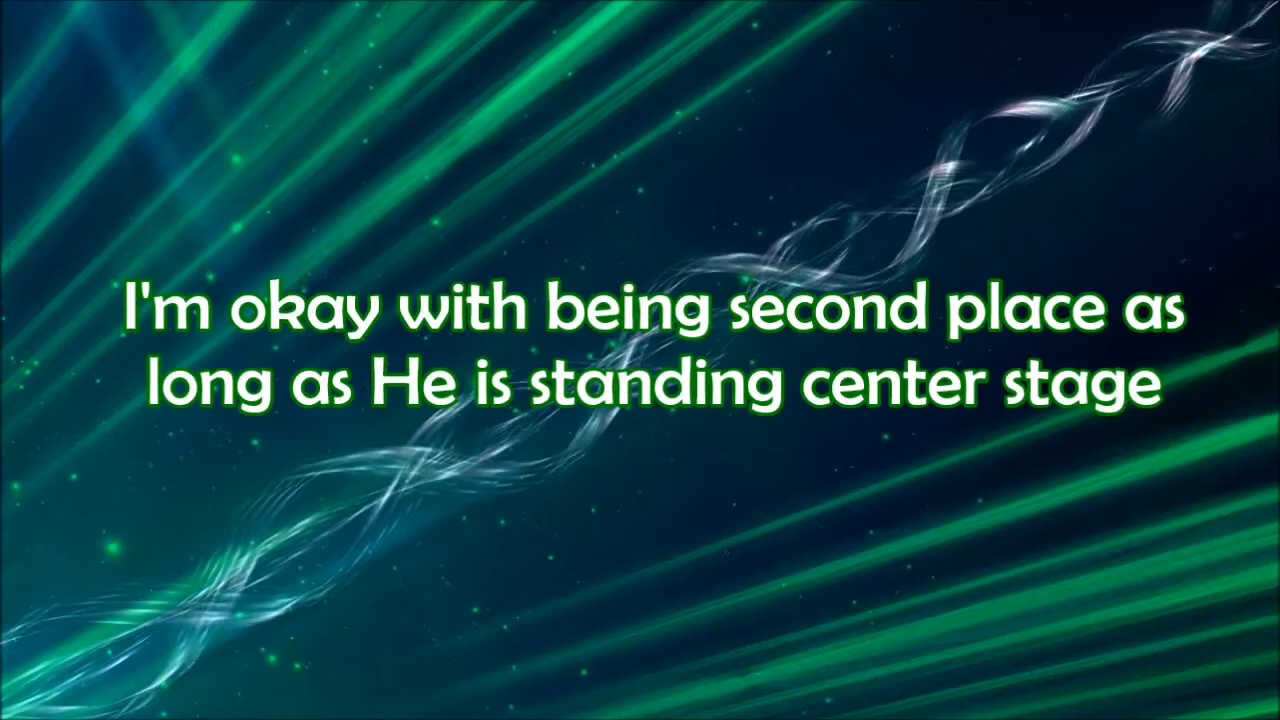 I'm okay with being second place as
long as He is standing center stage